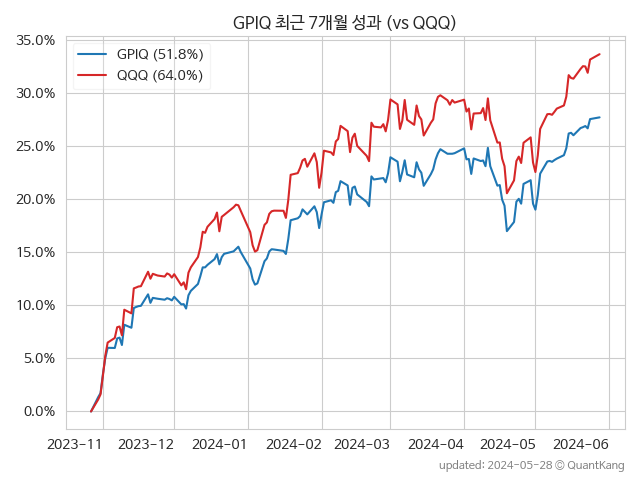 GPIQ 최근 7개월 성과 (vs QQQ)
35.0%
30.0%
25.0%
20.0%
15.0%
10.0%
5.0%
0.0%
GPIQ (51.8%)
QQQ (64.0%)
2023-11 2023-12 2024-01 2024-02 2024-03 2024-04 2024-05 2024-06
updated: 2024-05-28 © QuantKang